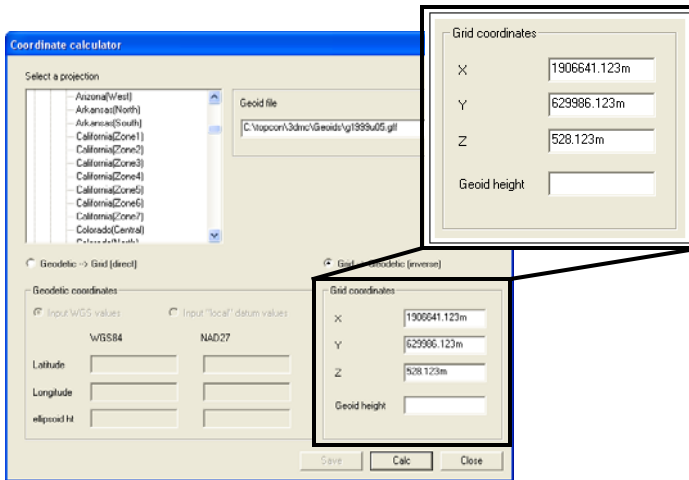 Coordinate calculator
Select a projection
Arizona(West)
Arkansas(North)
Arkansas(South)
California(Zone1)
California(Zone2)
California(Zone3)
California(Zone4)
California(Zone5)
California(Zone6)
California(Zone7)
Colorado(Central)
Colorado(North)
Geoid file
C:\topcon\3dmc\Geoids\g1999u05.gff
Geodetic --> Grid (direct)
Grid --> Geodetic (inverse)
Geodetic coordinates
Input WGS values
Input "local" datum values
WGS84
NAD27
Latitude
Longitude
ellipsoid ht
Grid coordinates
X 1906641.123m
Y 629986.123m
Z 528.123m
Geoid height
Save
Calc
Close
Grid coordinates
X 1906641.123m
Y 629986.123m
Z 528.123m
Geoid height